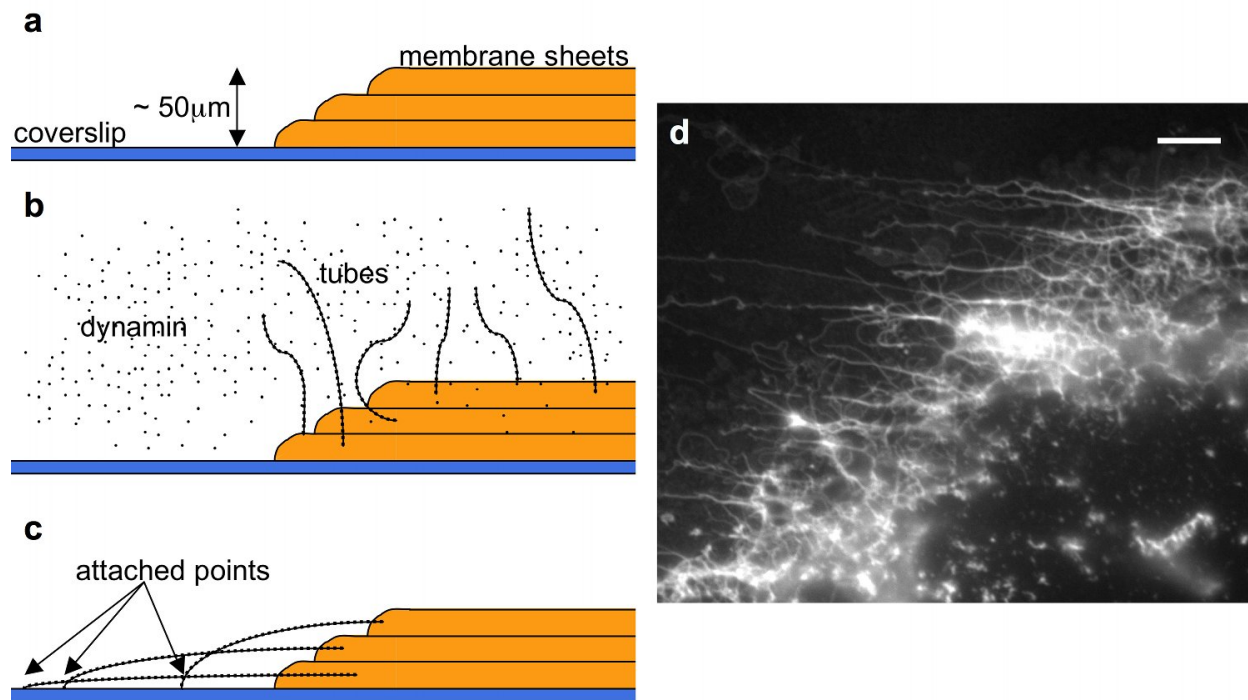 a
membrane sheets
~ 50μm
coverslip
b
tubes
dynamin
c
attached points
d